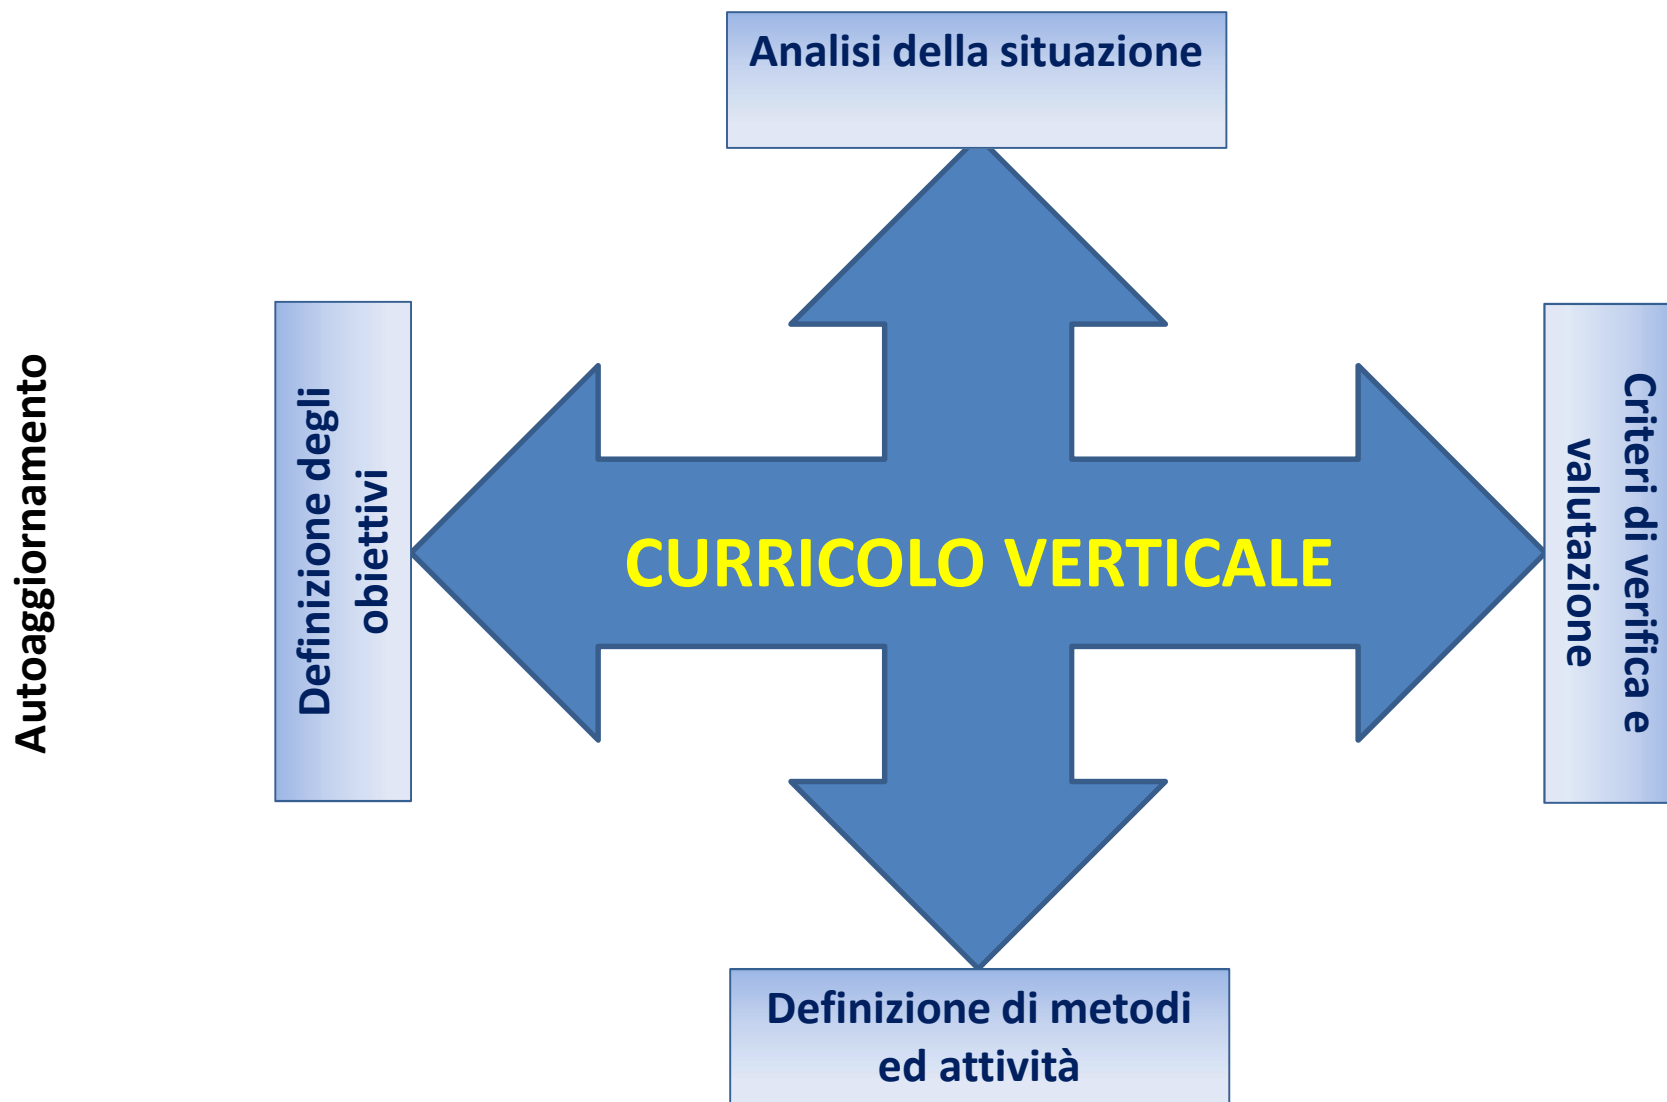 Analisi della situazione
Autoaggiornamento
Definizione degli
obiettivi
CURRICOLO VERTICALE
Criteri di verifica e
valutazione
Definizione di metodi
ed attività